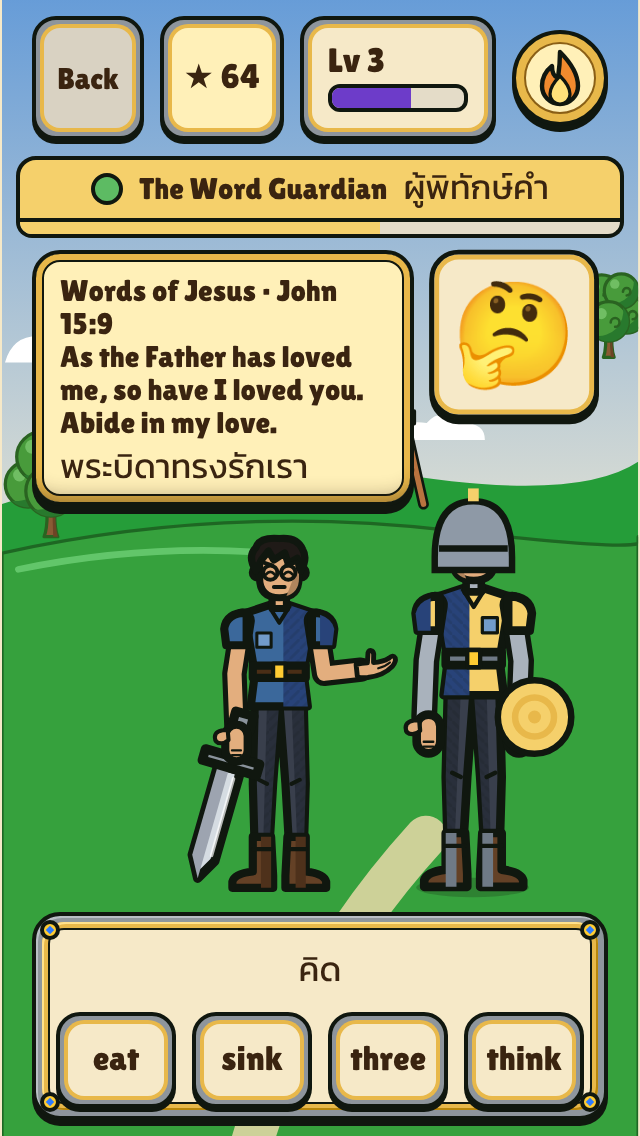 Back
★ 64
Lv 3
The Word Guardian ผู้พิทักษ์คำ
Words of Jesus · John
15:9
As the Father has loved
me, so have I loved you.
Abide in my love.
พระบิดาทรงรักเรา
คิด
eat sink three think